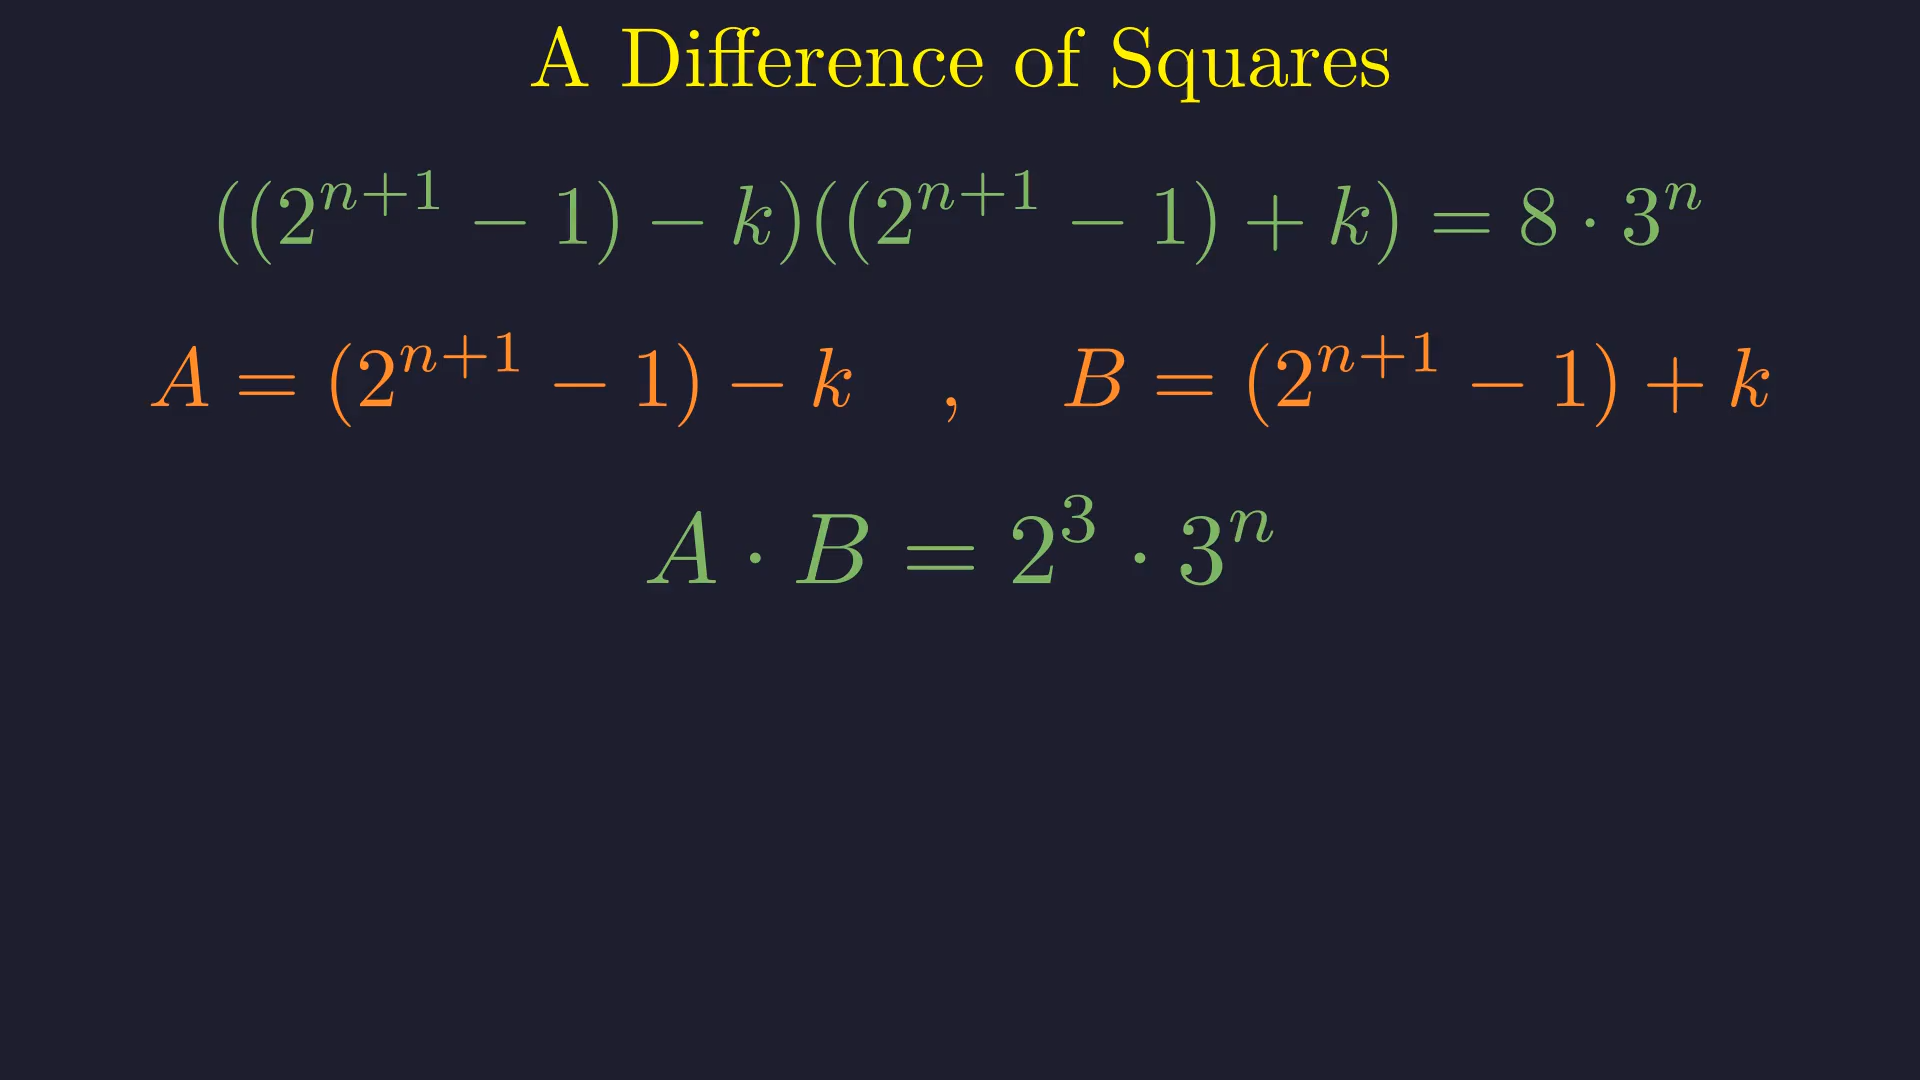 A Difference of Squares
((2^{n+1} − 1) − k)((2^{n+1} − 1) + k) = 8 · 3^n
A = (2^{n+1} − 1) − k , B = (2^{n+1} − 1) + k
A · B = 2^3 · 3^n